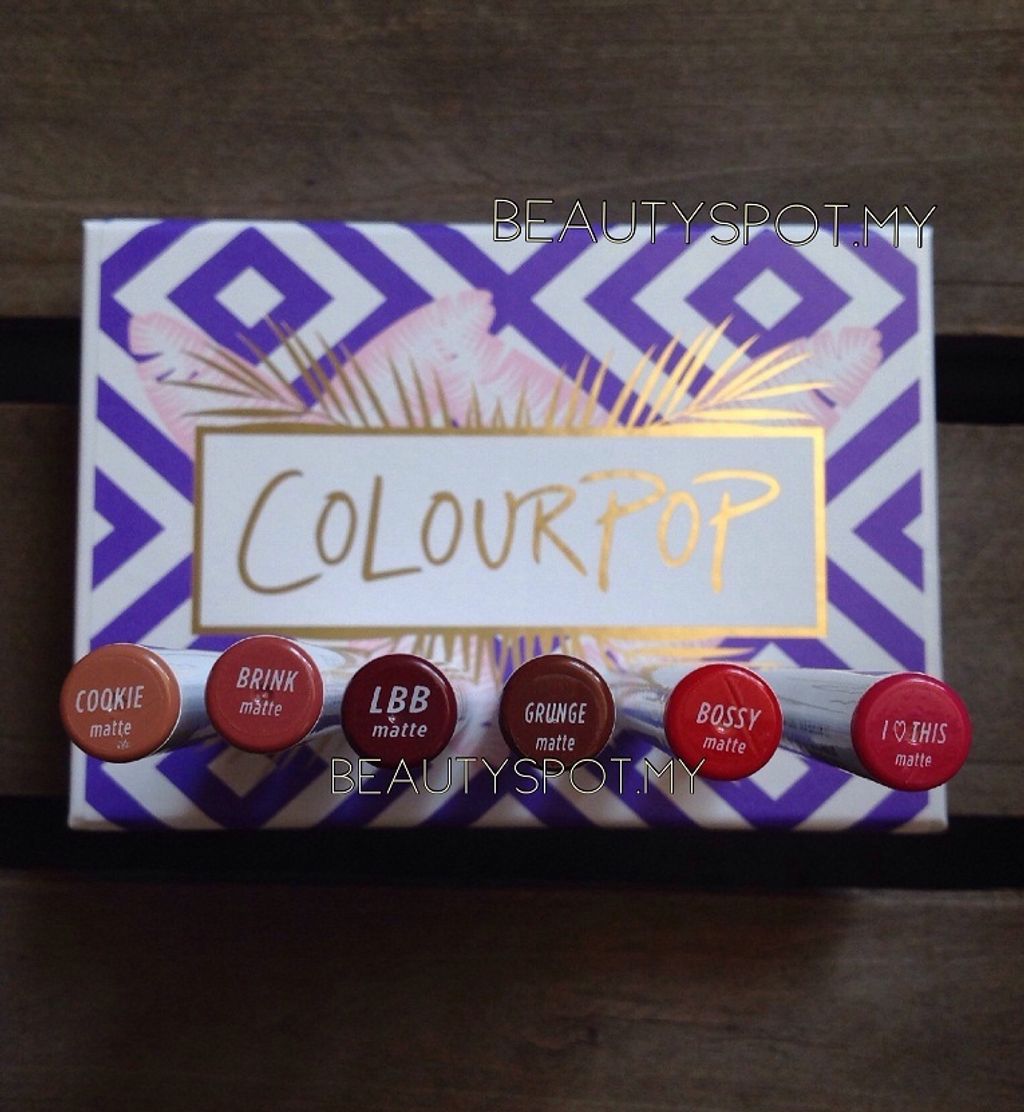 BEAUTYSPOT.MY
COLOURPOP
COOKIE
matte
BRINK
matte
LBB
matte
GRUNGE
matte
BOSSY
matte
I ♡ THIS
matte
BEAUTYSPOT.MY